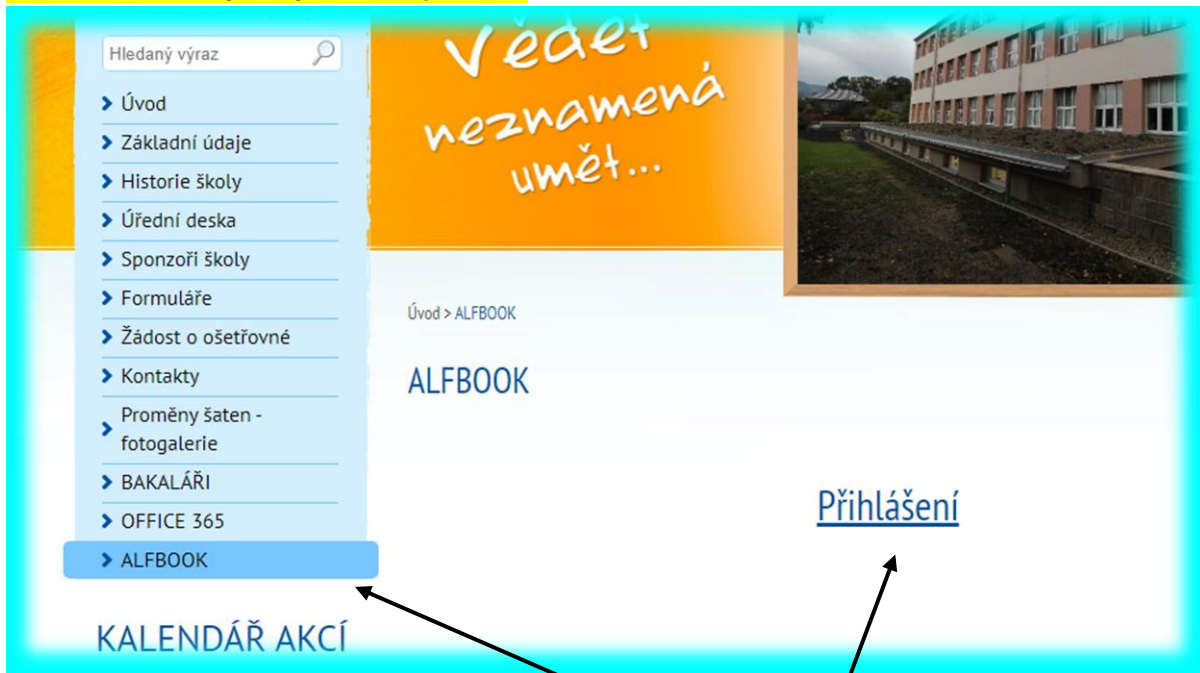 Hledaný výraz
Úvod
Základní údaje
Historie školy
Úřední deska
Sponzoři školy
Formuláře
Žádost o ošetřovné
Kontakty
Proměny šaten -
fotogalerie
BAKALÁŘI
OFFICE 365
ALFBOOK
KALENDÁŘ AKCÍ
Vědět
neznamená
umět...
Úvod > ALFBOOK
ALFBOOK
Přihlášení